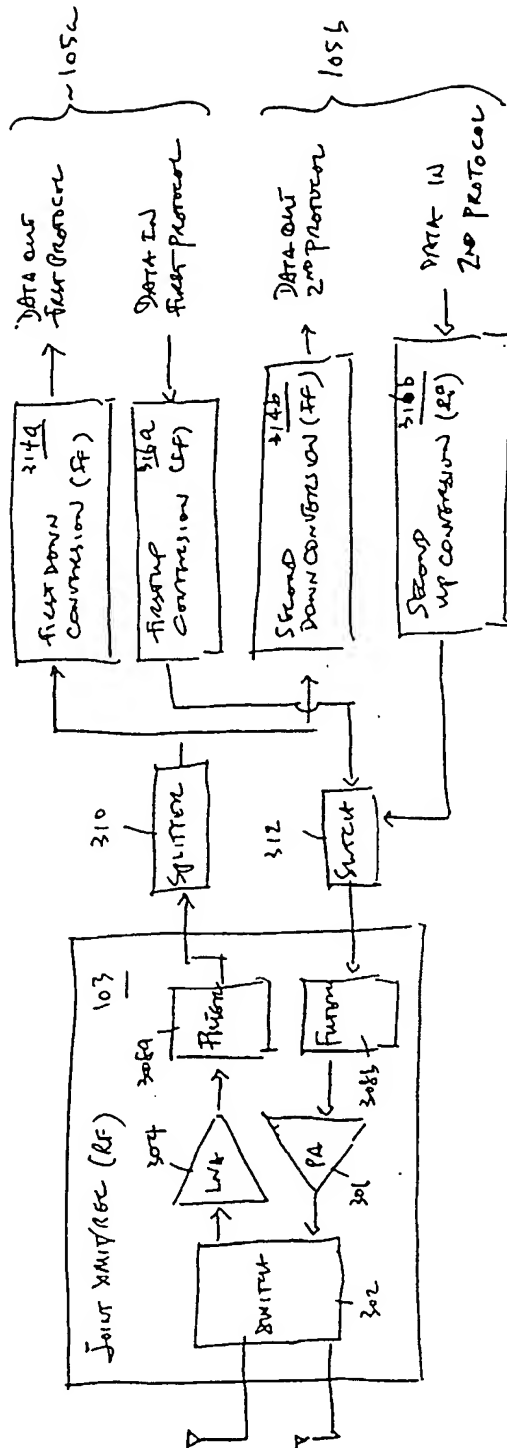 JOINT XMIT/REC (RF)
103
SWITCH
302
LNA
304
PA
306
FILTER
308a
FILTER
308b
SPLITTER
310
SWITCH
312
314a
FIRST DOWN
CONVERSION (IF)
316a
FIRST UP
CONVERSION (IF)
314b
SECOND
DOWN CONVERSION (IF)
316b
SECOND
UP CONVERSION
DATA OUT
FIRST PROTOCOL
DATA IN
FIRST PROTOCOL
DATA OUT
2ND PROTOCOL
DATA IN
2ND PROTOCOL
~105a
105b